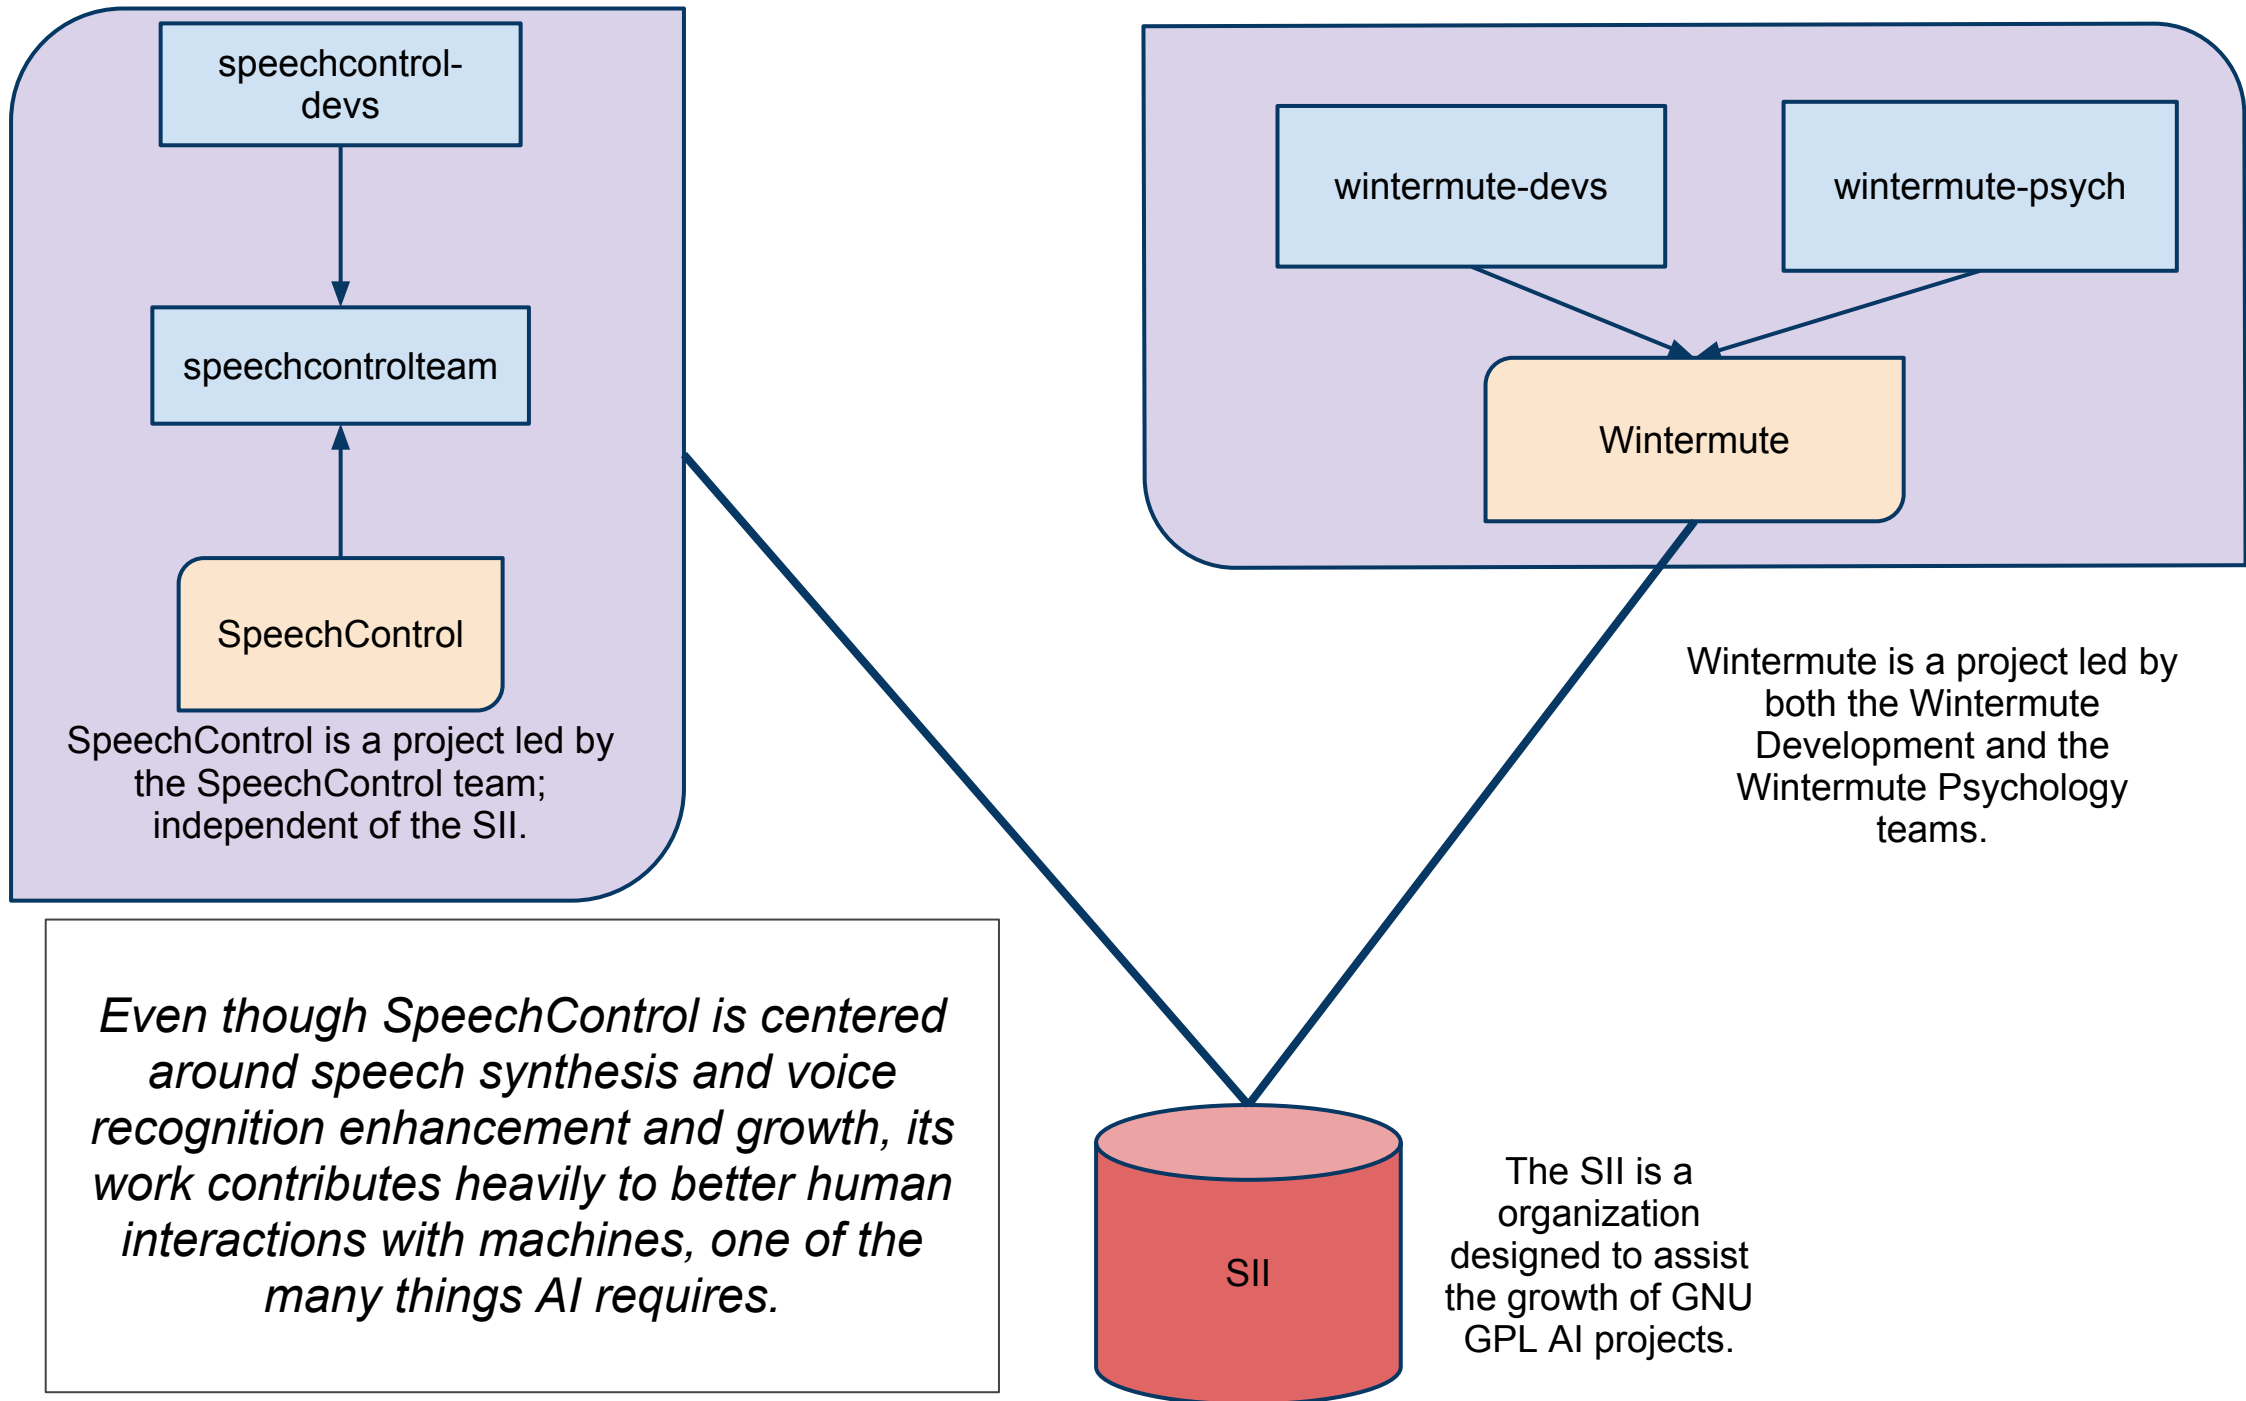 speechcontrol-
devs
speechcontrolteam
SpeechControl
SpeechControl is a project led by
the SpeechControl team;
independent of the SII.
wintermute-devs
wintermute-psych
Wintermute
Wintermute is a project led by
both the Wintermute
Development and the
Wintermute Psychology
teams.
Even though SpeechControl is centered
around speech synthesis and voice
recognition enhancement and growth, its
work contributes heavily to better human
interactions with machines, one of the
many things AI requires.
SII
The SII is a
organization
designed to assist
the growth of GNU
GPL AI projects.